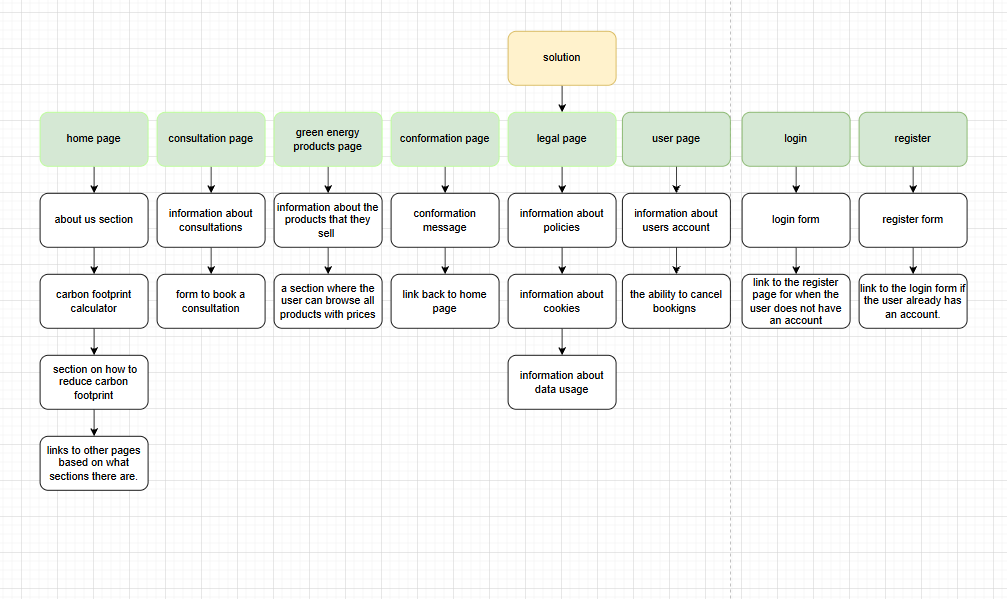 solution
home page
consultation page
green energy
products page
conformation page
legal page
user page
login
register
about us section
information about
consultations
information about the
products that they
sell
conformation
message
information about
policies
information about
users account
login form
register form
carbon footprint
calculator
form to book a
consultation
a section where the
user can browse all
products with prices
link back to home
page
information about
cookies
the ability to cancel
bookigns
link to the register
page for when the
user does not have
an account
link to the login form if
the user already has
an account.
section on how to
reduce carbon
footprint
information about
data usage
links to other pages
based on what
sections there are.